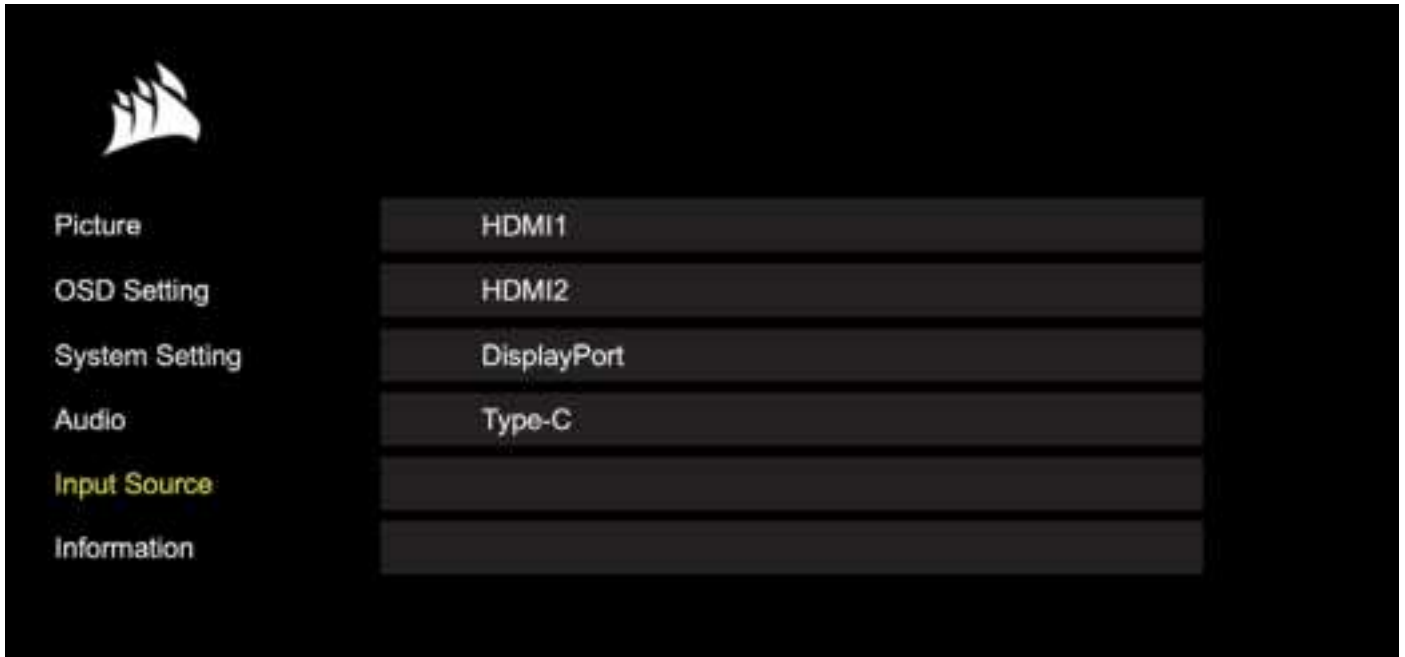 Picture
HDMI1
OSD Setting
HDMI2
System Setting
DisplayPort
Audio
Type-C
Input Source
Information